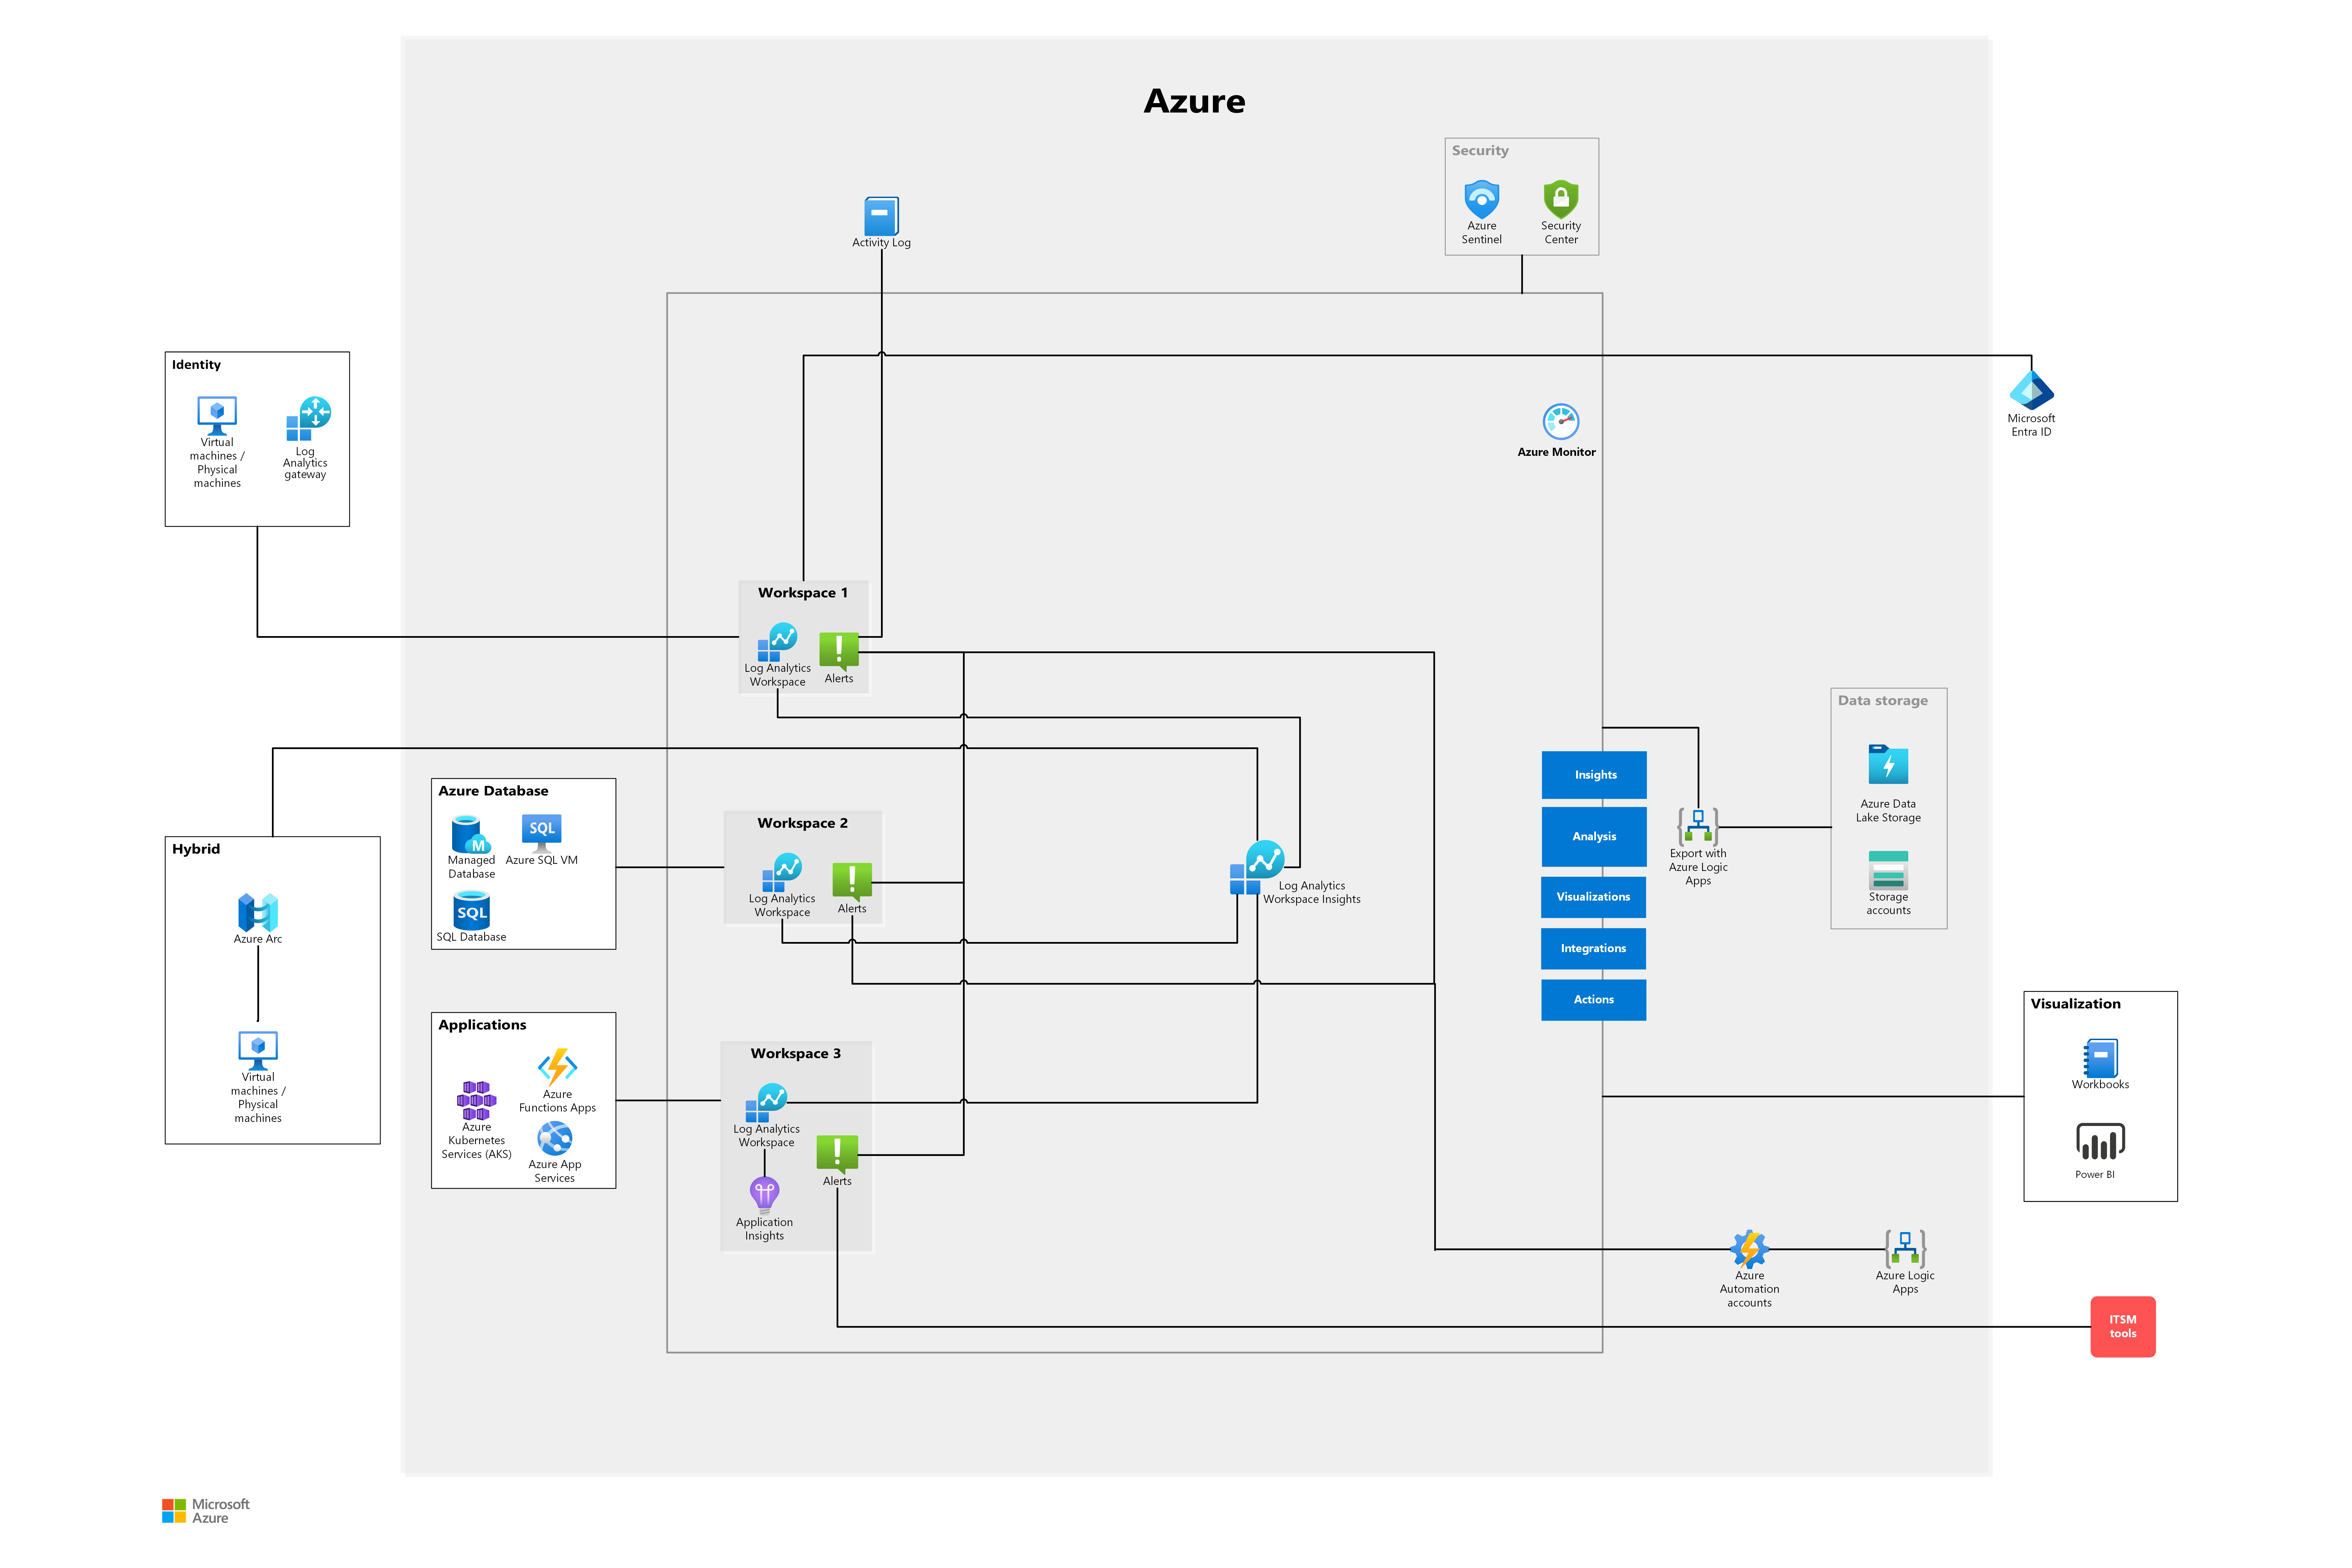 Azure
Security
Azure
Sentinel
Security
Center
Activity Log
Identity
Virtual
machines /
Physical
machines
Log
Analytics
gateway
Microsoft
Entra ID
Azure Monitor
Workspace 1
Log Analytics
Workspace
Alerts
Data storage
Azure Data
Lake Storage
Storage
accounts
Insights
Analysis
Visualizations
Integrations
Actions
Export with
Azure Logic
Apps
Azure Database
Managed
Database
Azure SQL VM
SQL
SQL
M
SQL Database
Workspace 2
Log Analytics
Workspace
Alerts
Log Analytics
Workspace Insights
Hybrid
Azure Arc
Virtual
machines /
Physical
machines
Applications
Azure
Functions Apps
Azure
Kubernetes
Services (AKS)
Azure App
Services
Workspace 3
Log Analytics
Workspace
Alerts
Application
Insights
Visualization
Workbooks
Power BI
Azure
Automation
accounts
Azure Logic
Apps
ITSM
tools
Microsoft
Azure